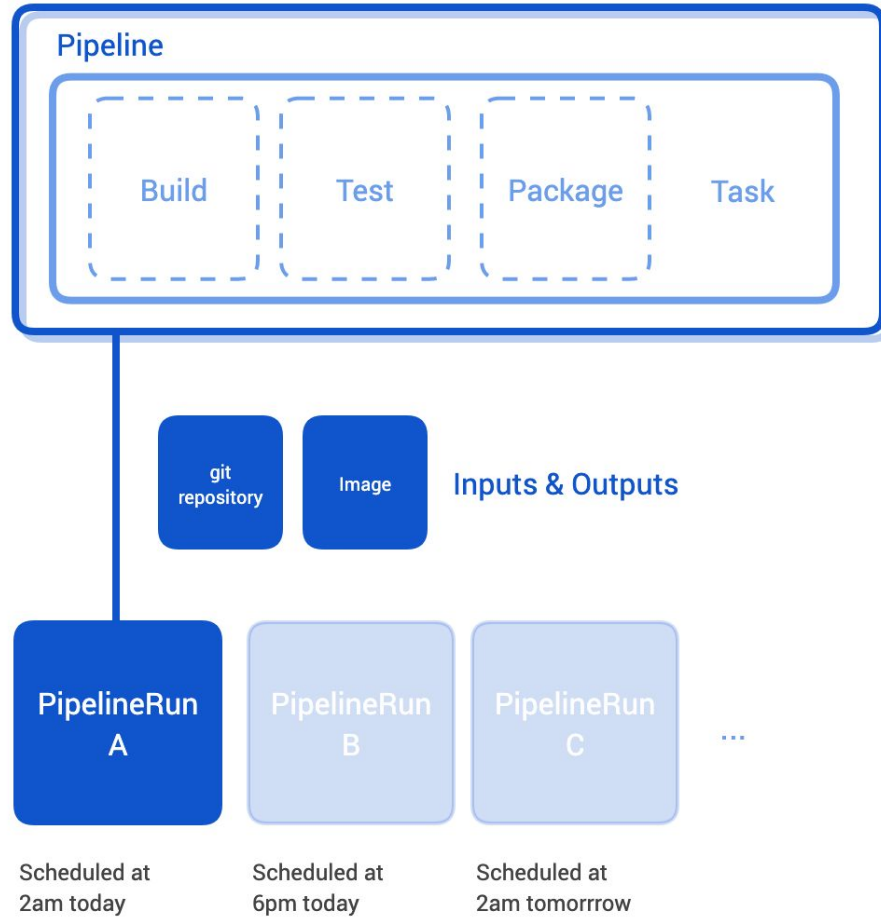 Pipeline
Build Test Package Task
git
repository
Image
Inputs & Outputs
PipelineRun
A
PipelineRun
B
PipelineRun
C
...
Scheduled at
2am today
Scheduled at
6pm today
Scheduled at
2am tomorrrow